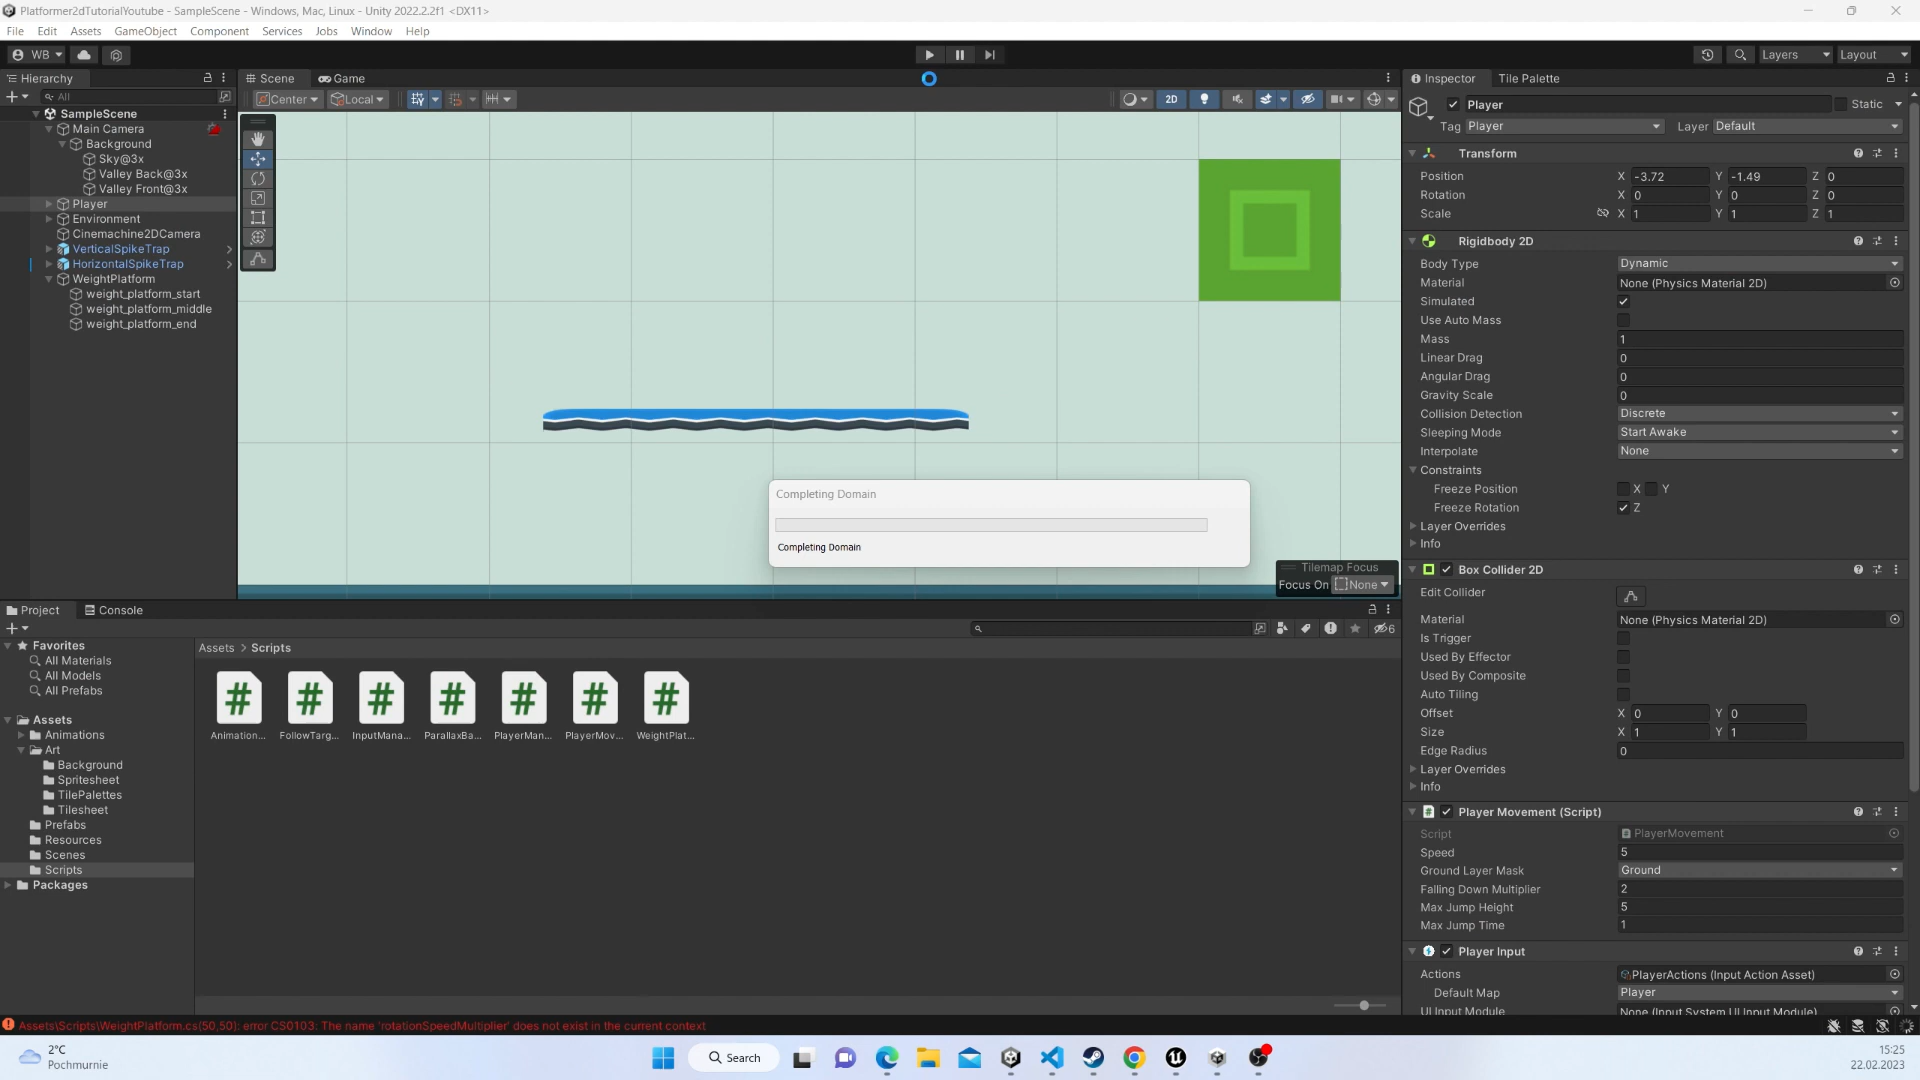 Platformer2dTutorialYoutube - SampleScene - Windows, Mac, Linux - Unity 2022.2.2f1 <DX11>
File Edit Assets GameObject Component Services Jobs Window Help
WB Layers Layout
Hierarchy
All
SampleScene
Main Camera
Background
Sky@3x
Valley Back@3x
Valley Front@3x
Player
Environment
Cinemachine2DCamera
VerticalSpikeTrap
HorizontalSpikeTrap
WeightPlatform
weight_platform_start
weight_platform_middle
weight_platform_end
Scene Game
Center Local 2D
Completing Domain
Completing Domain
Tilemap Focus
Focus On None
Inspector Tile Palette
Player Static
Tag Player Layer Default
Transform
Position X -3.72 Y -1.49 Z 0
Rotation X 0 Y 0 Z 0
Scale X 1 Y 1 Z 1
Rigidbody 2D
Body Type Dynamic
Material None (Physics Material 2D)
Simulated
Use Auto Mass
Mass 1
Linear Drag 0
Angular Drag 0
Gravity Scale 0
Collision Detection Discrete
Sleeping Mode Start Awake
Interpolate None
Constraints
Freeze Position X Y
Freeze Rotation Z
Layer Overrides
Info
Box Collider 2D
Edit Collider
Material None (Physics Material 2D)
Is Trigger
Used By Effector
Used By Composite
Auto Tiling
Offset X 0 Y 0
Size X 1 Y 1
Edge Radius 0
Layer Overrides
Info
Player Movement (Script)
Script PlayerMovement
Speed 5
Ground Layer Mask Ground
Falling Down Multiplier 2
Max Jump Height 5
Max Jump Time 1
Player Input
Actions PlayerActions (Input Action Asset)
Default Map Player
UI Input Module None (Input System UI Input Module)
Project Console
6
Favorites
All Materials
All Models
All Prefabs
Assets
Animations
Art
Background
Spritesheet
TilePalettes
Tilesheet
Prefabs
Resources
Scenes
Scripts
Packages
Assets > Scripts
Animation... FollowTarg... InputMana... ParallaxBa... PlayerMan... PlayerMov... WeightPlat...
Assets\Scripts\WeightPlatform.cs(50,50): error CS0103: The name 'rotationSpeedMultiplier' does not exist in the current context
2°C
Pochmurnie
Search
15:25
22.02.2023